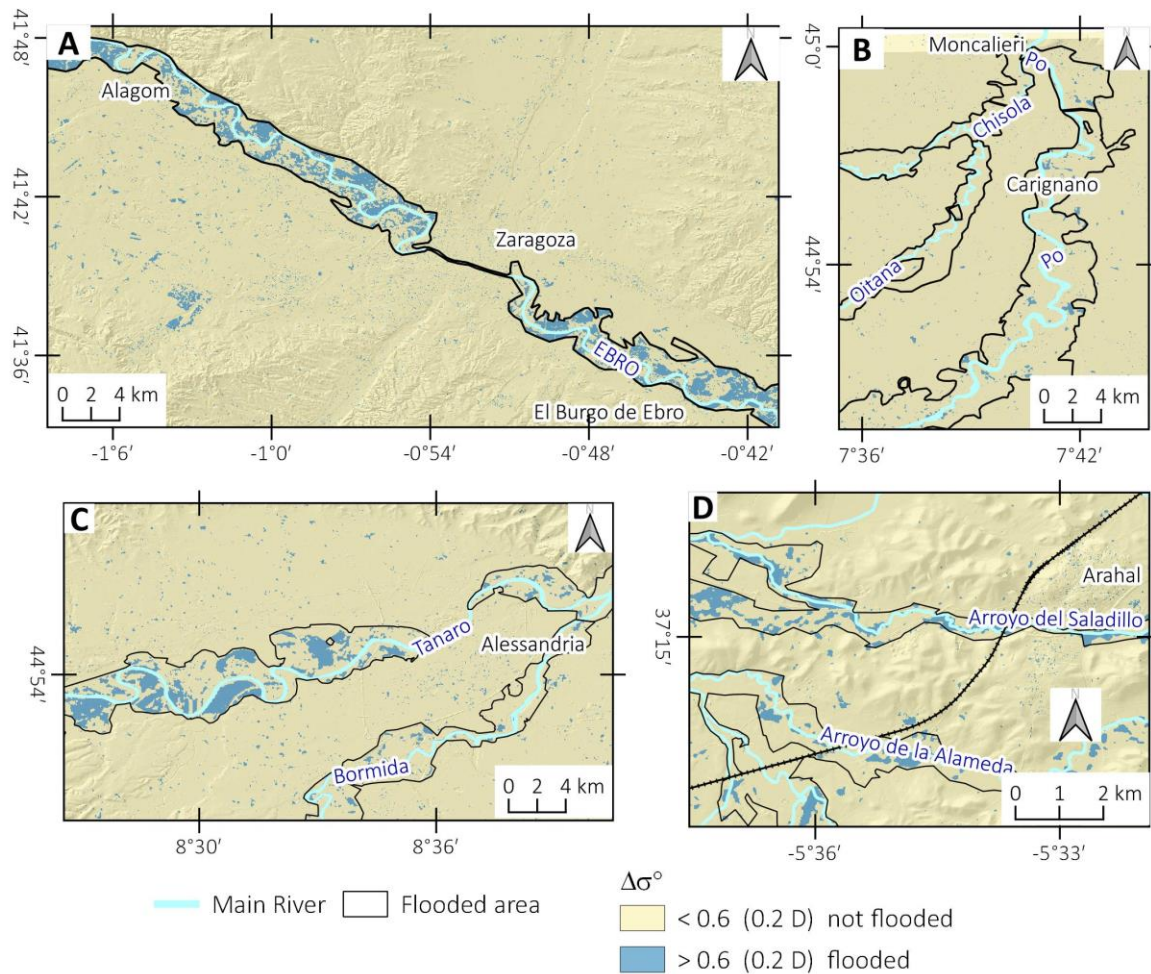 A
N
41°48′
41°42′
41°36′
Alagom
Zaragoza
EBRO
El Burgo de Ebro
0 2 4 km
-1°6′ -1°0′ -0°54′ -0°48′ -0°42′
B
N
45°0′
44°54′
Moncalieri
Po
Chisola
Carignano
Po
Oitana
0 2 4 km
7°36′ 7°42′
C
N
44°54′
Tanaro
Alessandria
Bormida
0 2 4 km
8°30′ 8°36′
D
37°15′
Arahal
Arroyo del Saladillo
N
Arroyo de la Alameda
0 1 2 km
-5°36′ -5°33′
Main River
Flooded area
Δσ°
< 0.6 (0.2 D) not flooded
> 0.6 (0.2 D) flooded